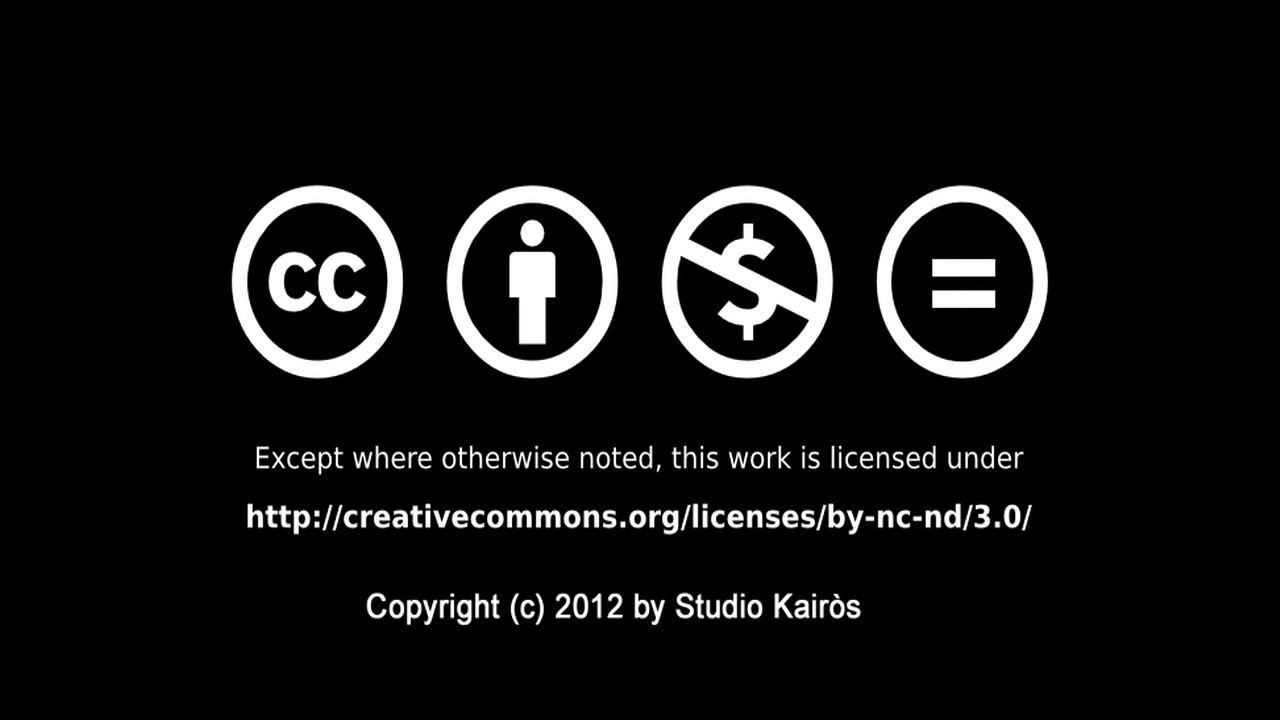 cc
$
=
Except where otherwise noted, this work is licensed under
http://creativecommons.org/licenses/by-nc-nd/3.0/
Copyright (c) 2012 by Studio Kairòs